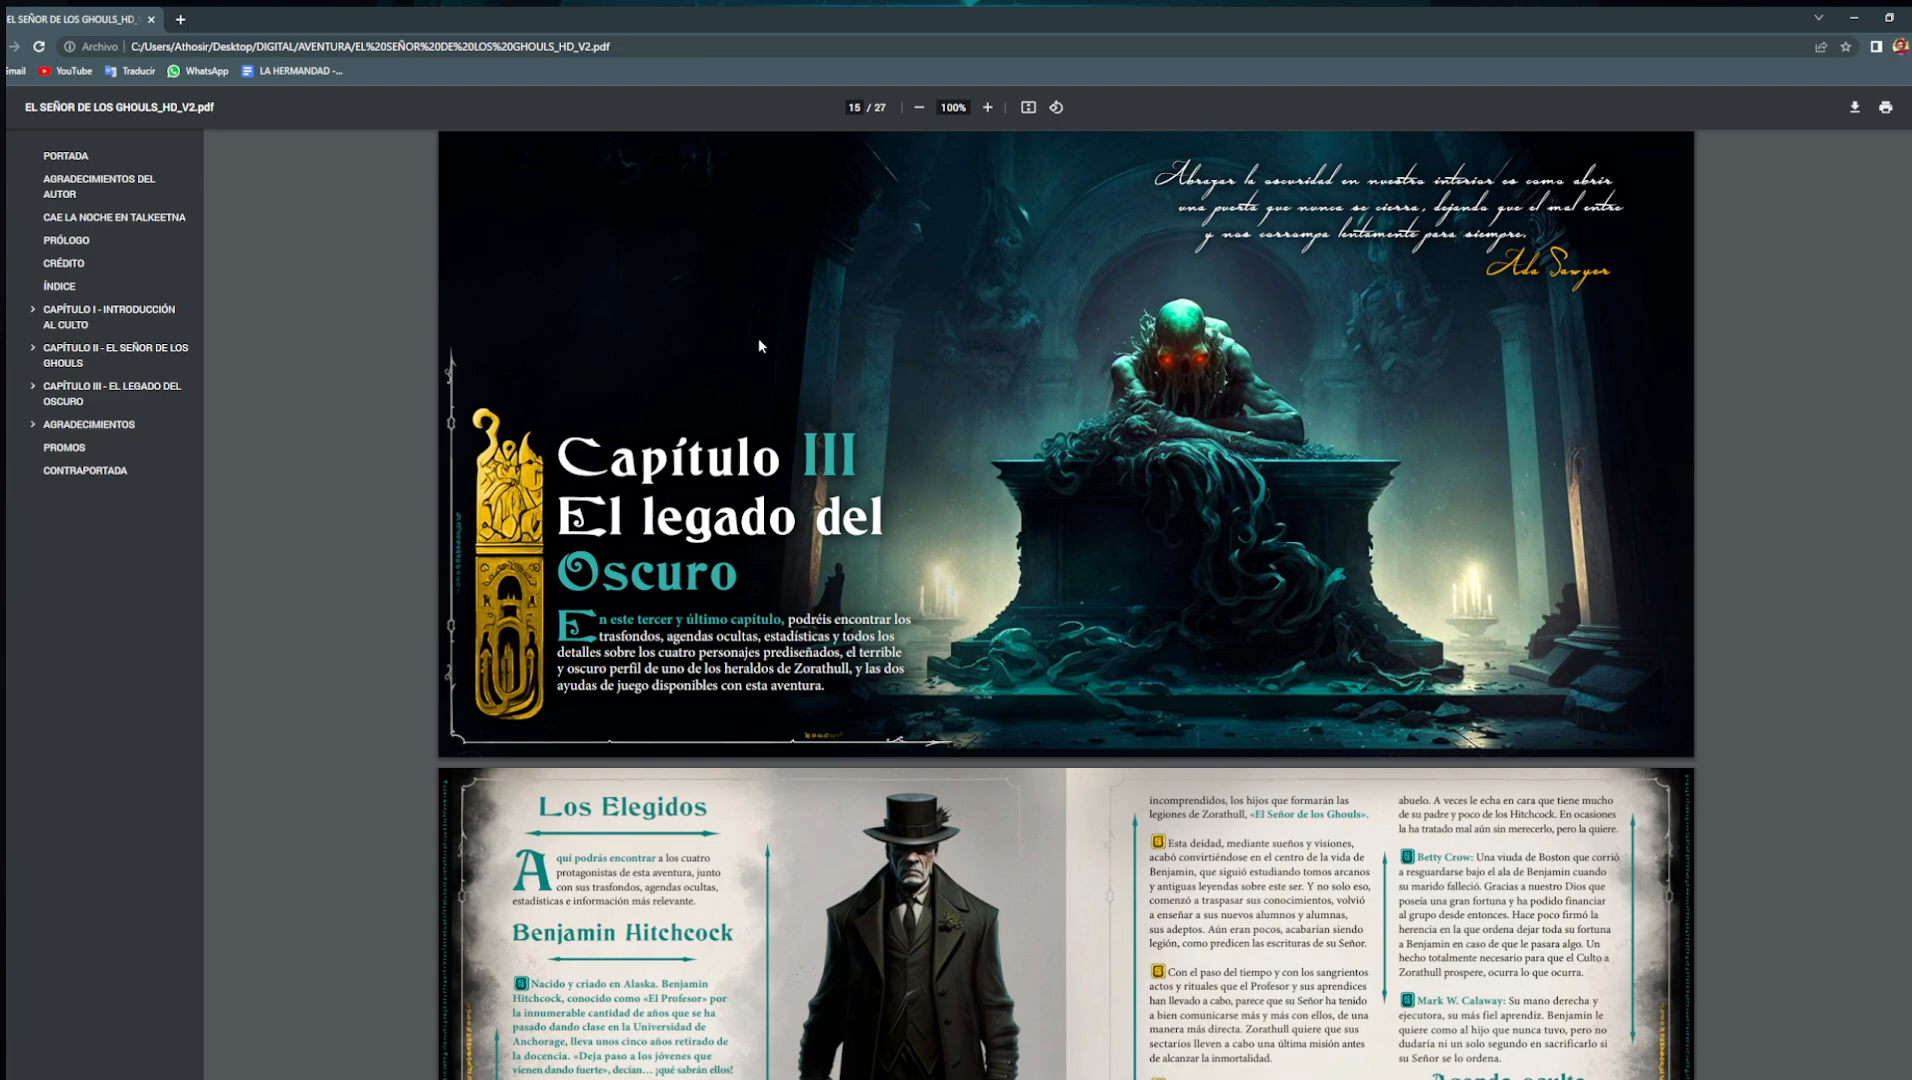 EL SEÑOR DE LOS GHOULS_HD_
Archivo
C:/Users/Athosir/Desktop/DIGITAL/AVENTURA/EL%20SEÑOR%20DE%20LOS%20GHOULS_HD_V2.pdf
YouTube
Traducir
WhatsApp
LA HERMANDAD -...
EL SEÑOR DE LOS GHOULS_HD_V2.pdf
15 / 27
100%
PORTADA
AGRADECIMIENTOS DEL
AUTOR
CAE LA NOCHE EN TALKEETNA
PRÓLOGO
CRÉDITO
ÍNDICE
CAPÍTULO I - INTRODUCCIÓN
AL CULTO
CAPÍTULO II - EL SEÑOR DE LOS
GHOULS
CAPÍTULO III - EL LEGADO DEL
OSCURO
AGRADECIMIENTOS
PROMOS
CONTRAPORTADA
Abrazar la oscuridad en nuestro interior es como abrir
una puerta que nunca se cierra, dejando que el mal entre
y nos corrompa lentamente para siempre.
Ada Sawyer
Capítulo III
El legado del
Oscuro
En este tercer y último capítulo, podréis encontrar los
trasfondos, agendas ocultas, estadísticas y todos los
detalles sobre los cuatro personajes prediseñados, el terrible
y oscuro perfil de uno de los heraldos de Zorathull, y las dos
ayudas de juego disponibles con esta aventura.
Los Elegidos
Aquí podrás encontrar a los cuatro
protagonistas de esta aventura, junto
con sus trasfondos, agendas ocultas,
estadísticas e información más relevante.
Benjamin Hitchcock
Nacido y criado en Alaska. Benjamin
Hitchcock, conocido como «El Profesor» por
la innumerable cantidad de años que se ha
pasado dando clase en la Universidad de
Anchorage, lleva unos cinco años retirado de
la docencia. «Deja paso a los jóvenes que
vienen dando fuerte», decían... ¡qué sabrán ellos!
incomprendidos, los hijos que formarán las
legiones de Zorathull, «El Señor de los Ghouls».
Esta deidad, mediante sueños y visiones,
acabó convirtiéndose en el centro de la vida de
Benjamin, que siguió estudiando tomos arcanos
y antiguas leyendas sobre este ser. Y no solo eso,
comenzó a traspasar sus conocimientos, volvió
a enseñar a sus nuevos alumnos y alumnas,
sus adeptos. Aún eran pocos, acabarían siendo
legión, como predicen las escrituras de su Señor.
Con el paso del tiempo y con los sangrientos
actos y rituales que el Profesor y sus aprendices
han llevado a cabo, parece que su Señor ha tenido
a bien comunicarse más y más con ellos, de una
manera más directa. Zorathull quiere que sus
sectarios lleven a cabo una última misión antes
de alcanzar la inmortalidad.
abuelo. A veces le echa en cara que tiene mucho
de su padre y poco de los Hitchcock. En ocasiones
la ha tratado mal aún sin merecerlo, pero la quiere.
Betty Crow: Una viuda de Boston que corrió
a resguardarse bajo el ala de Benjamin cuando
su marido falleció. Gracias a nuestro Dios que
poseía una gran fortuna y ha podido financiar
al grupo desde entonces. Hace poco firmó la
herencia en la que ordena dejar toda su fortuna
a Benjamin en caso de que le pasara algo. Un
hecho totalmente necesario para que el Culto a
Zorathull prospere, ocurra lo que ocurra.
Mark W. Calaway: Su mano derecha y
ejecutora, su más fiel aprendiz. Benjamin le
quiere como al hijo que nunca tuvo, pero no
dudaría ni un solo segundo en sacrificarlo si
su Señor se lo ordena.